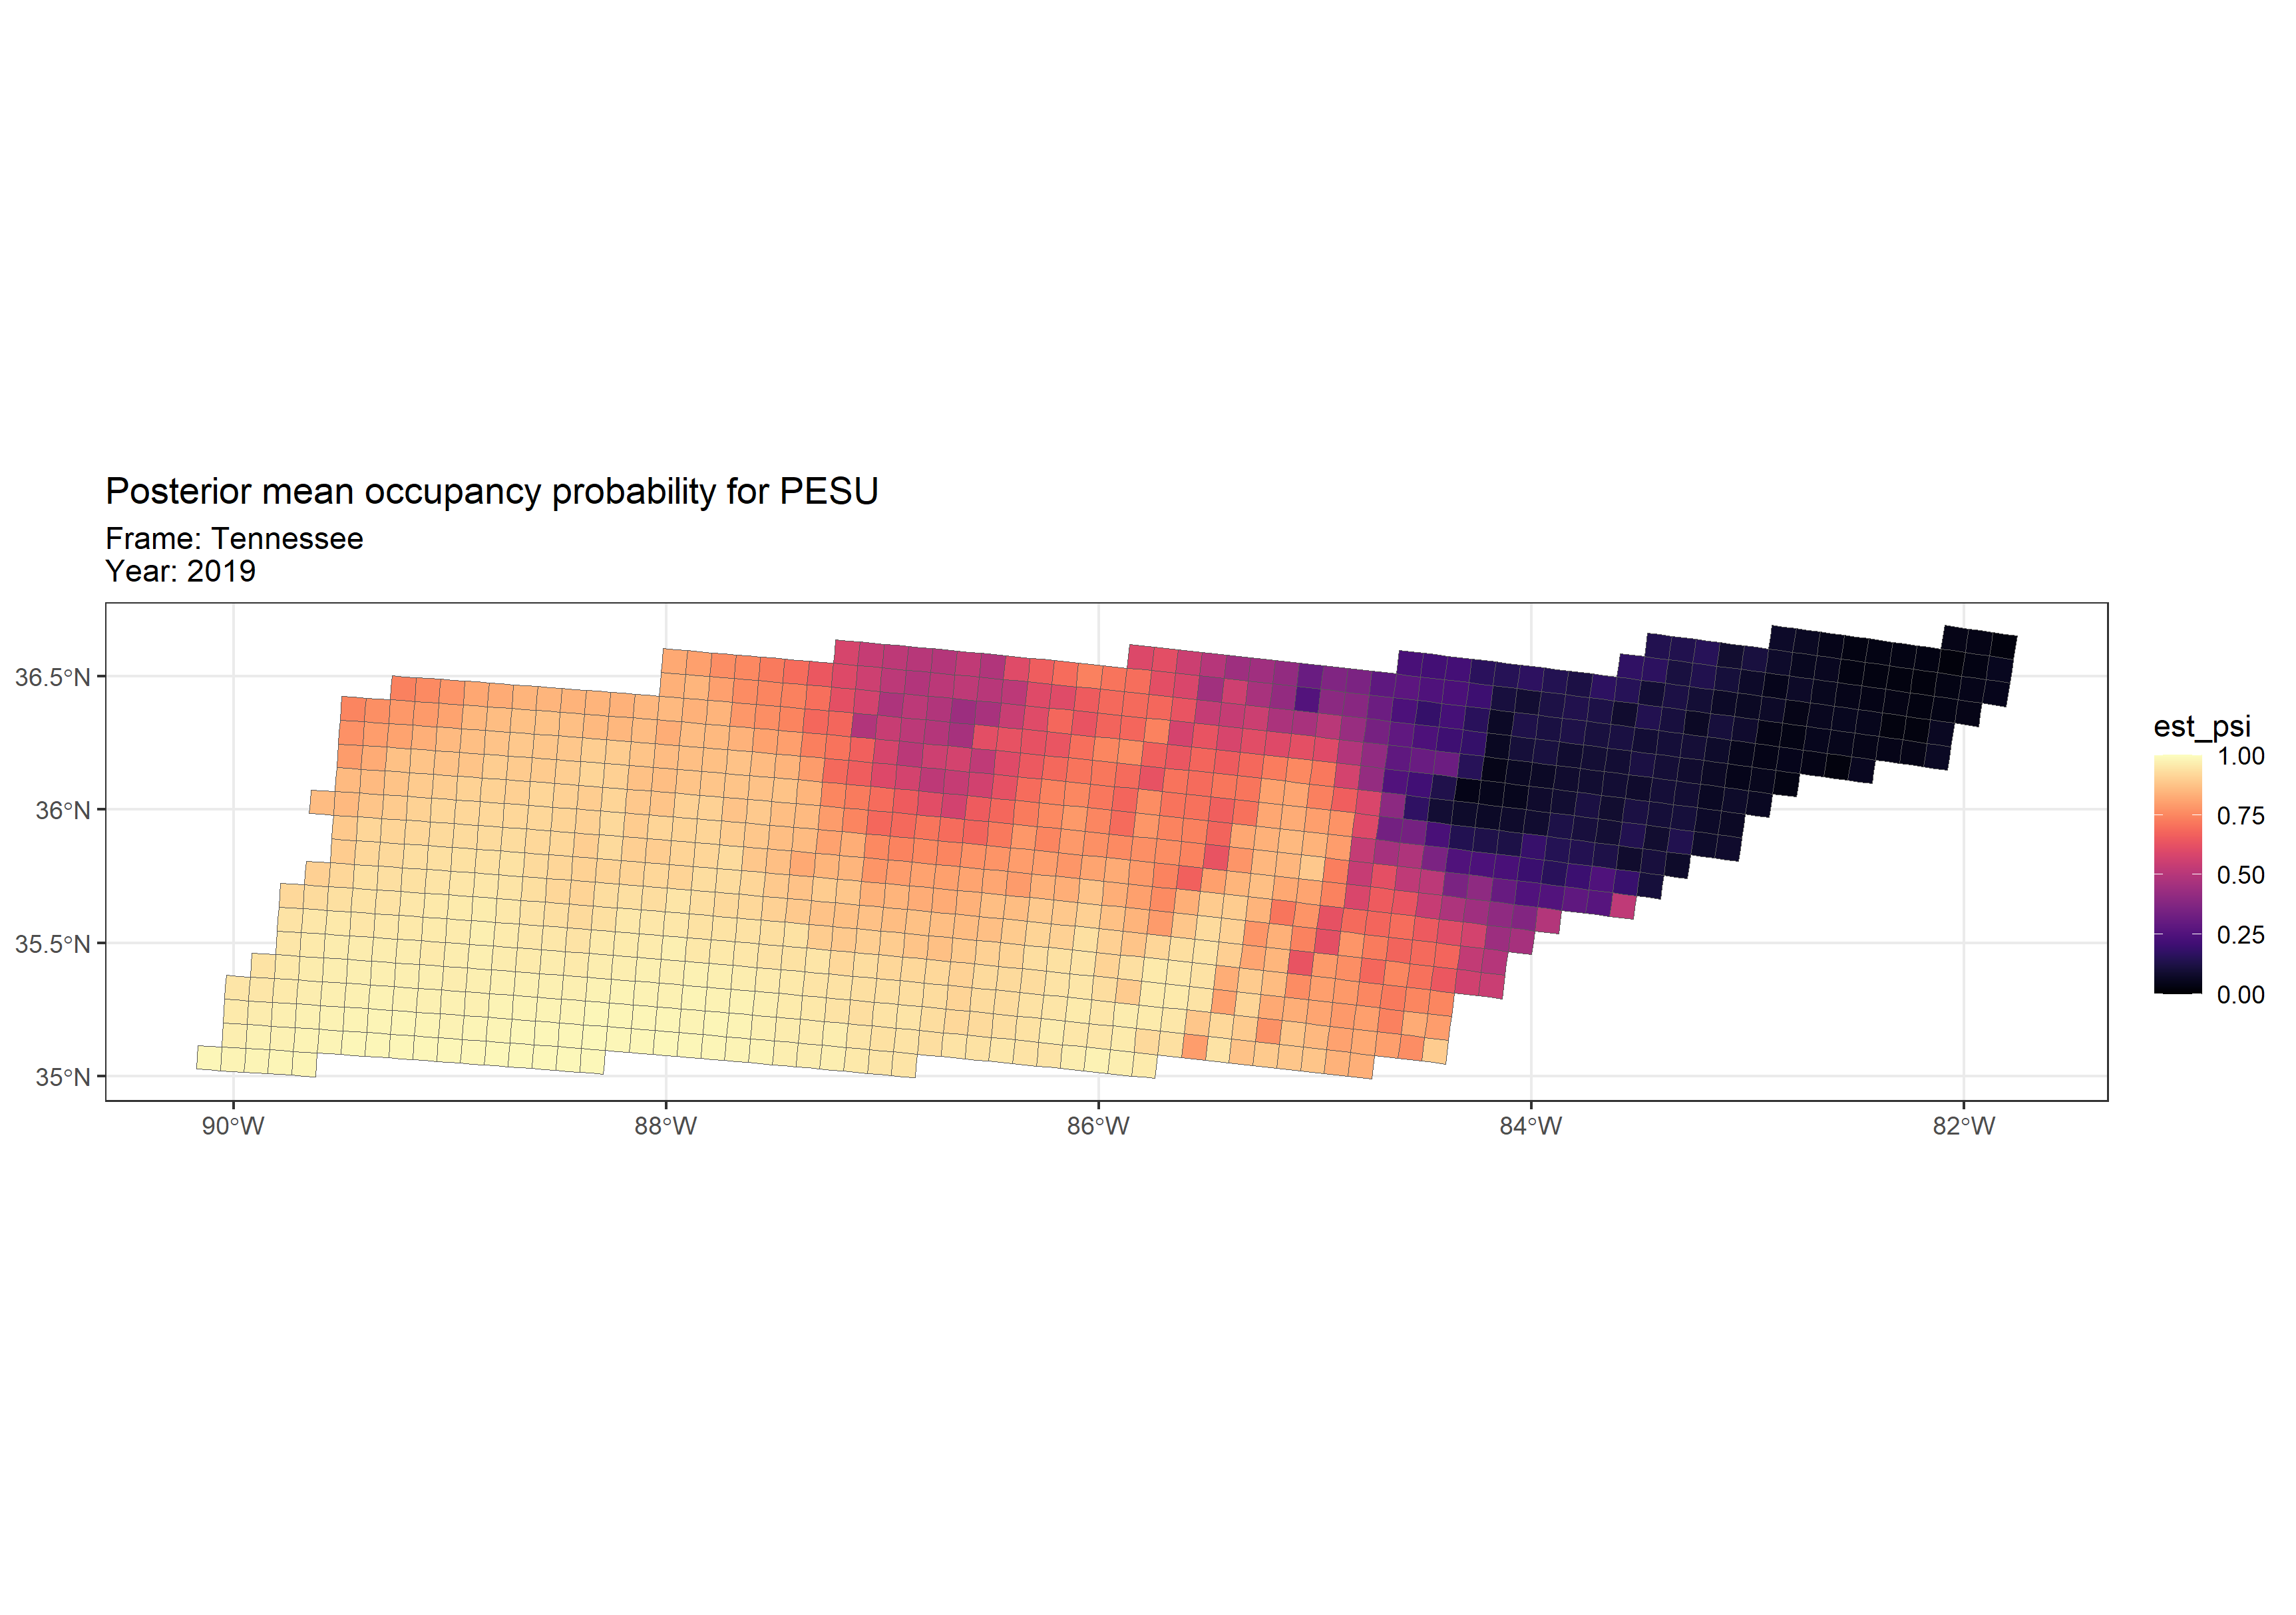 Posterior mean occupancy probability for PESU
Frame: Tennessee
Year: 2019
36.5°N
36°N
35.5°N
35°N
90°W
88°W
86°W
84°W
82°W
est_psi
1.00
0.75
0.50
0.25
0.00